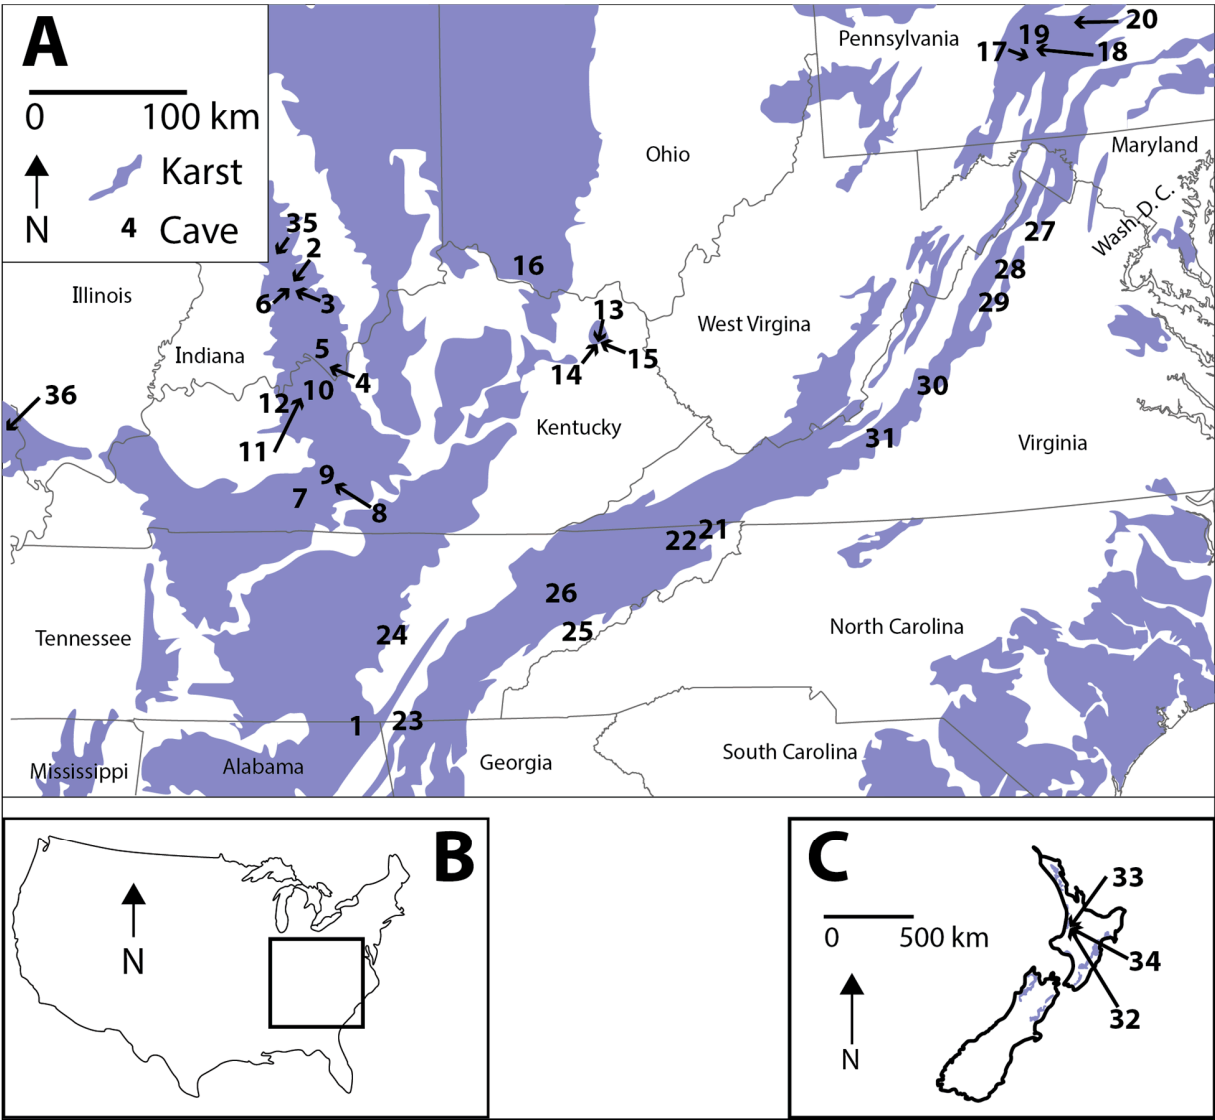 A
0 100 km
Karst
N 4 Cave
Pennsylvania
20
19
17 18
Ohio
Maryland
Wash. D. C.
35
2
6 3
16
27
28
29
Illinois
13
West Virgina
Indiana
5
14 15
4
10
12
36
30
11
Kentucky
31
Virginia
9
7
8
21
22
26
25
24
Tennessee
North Carolina
1 23
Mississippi
Alabama
Georgia
South Carolina
B
N
C
0 500 km
N
33
34
32